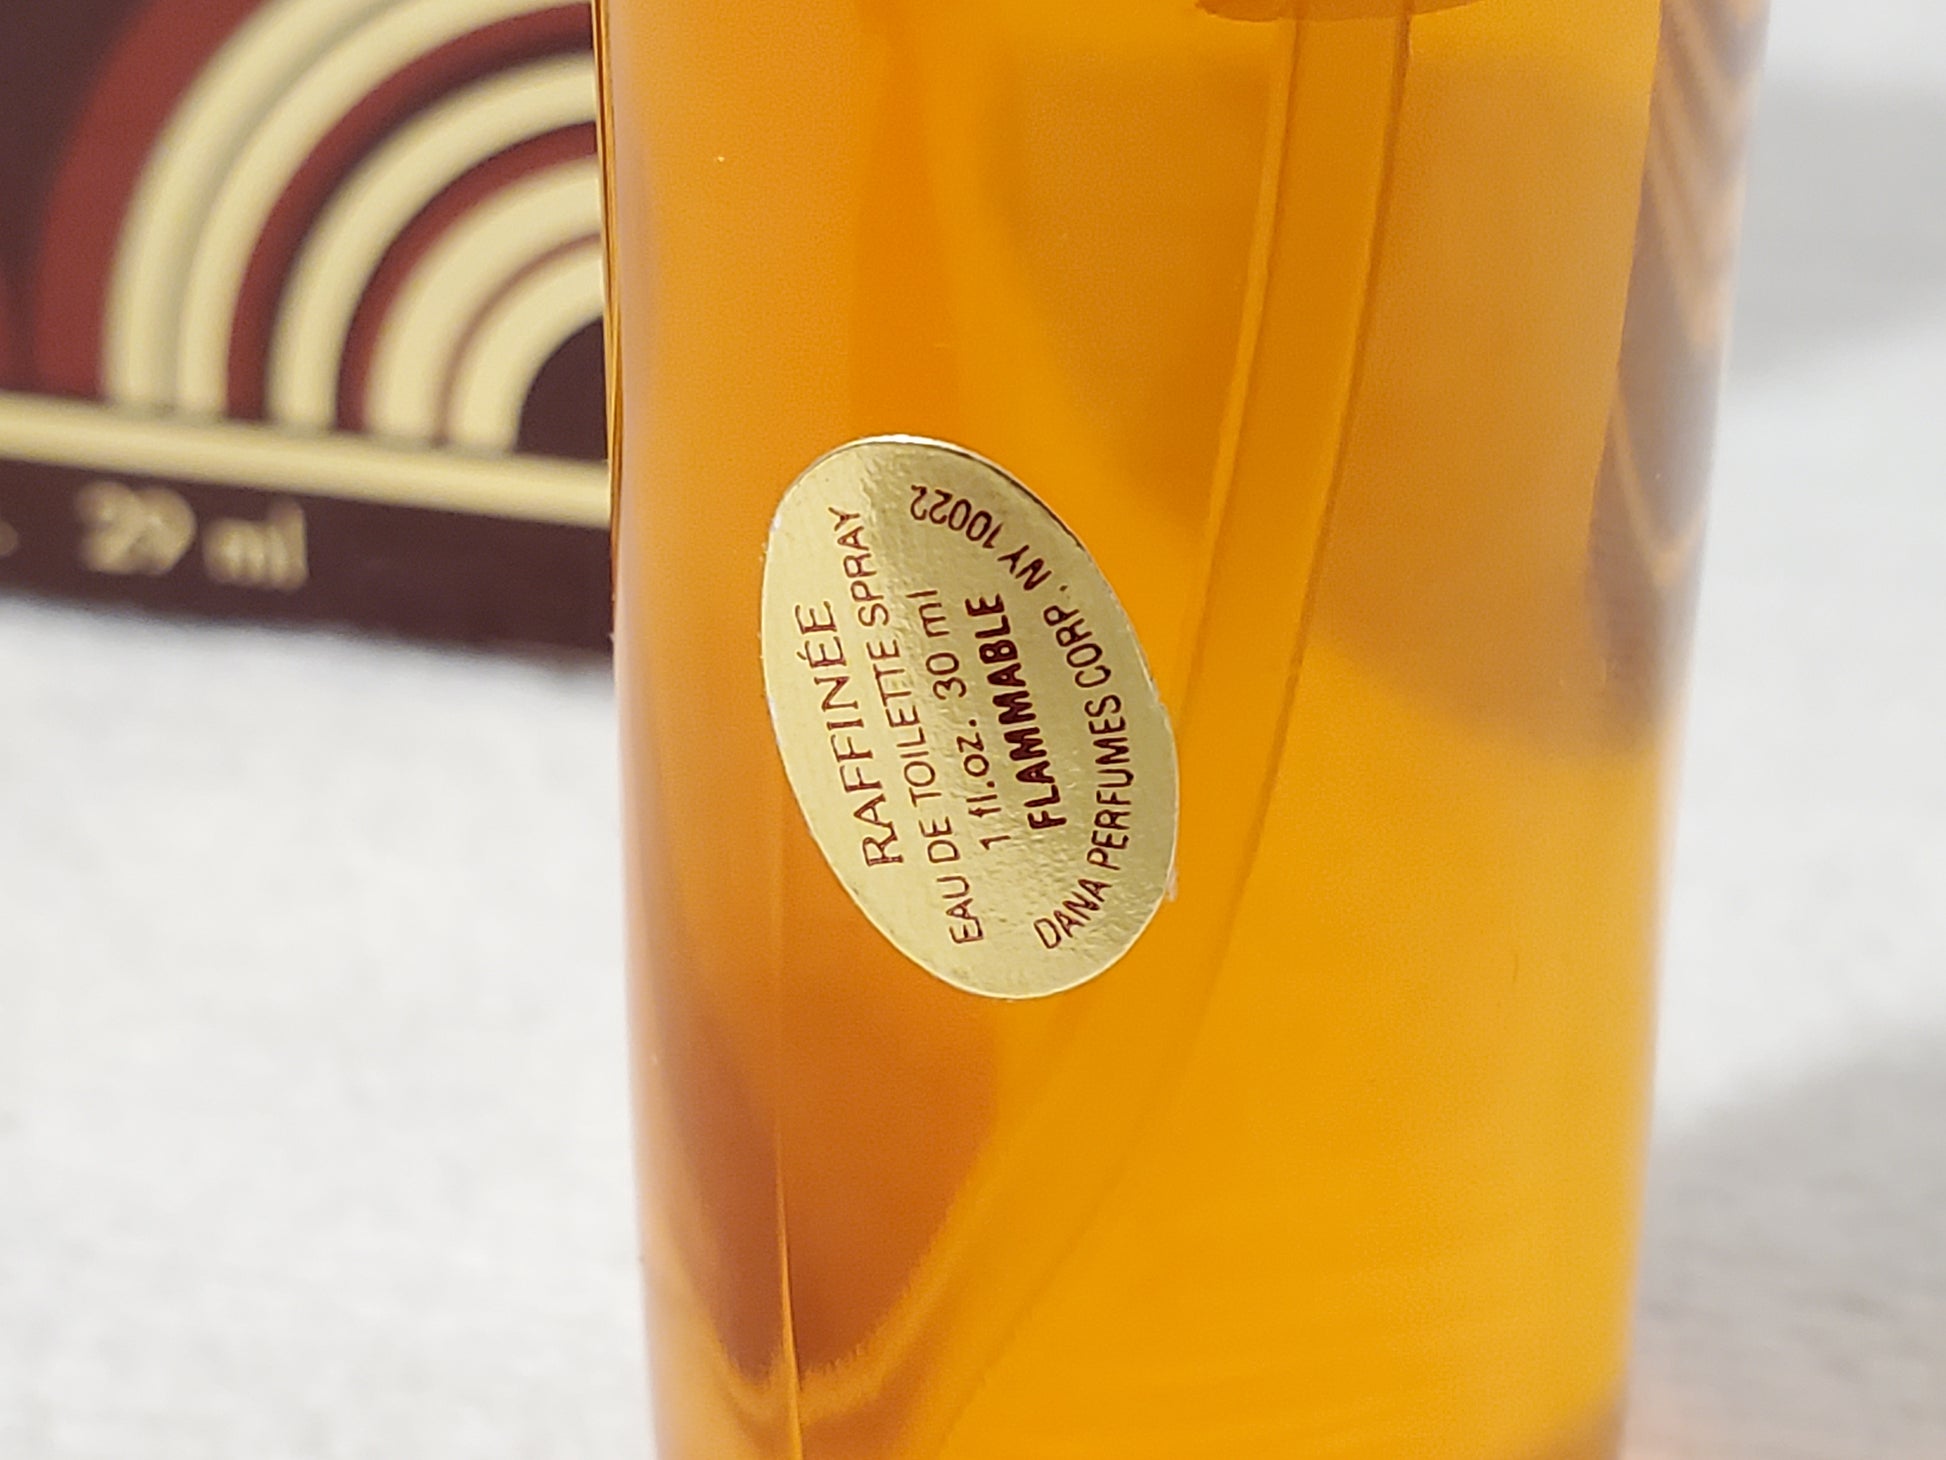 RAFFINÉE
EAU DE TOILETTE SPRAY
1 fl.oz. 30 ml
FLAMMABLE
DANA PERFUMES CORP. NY 10022
29 ml